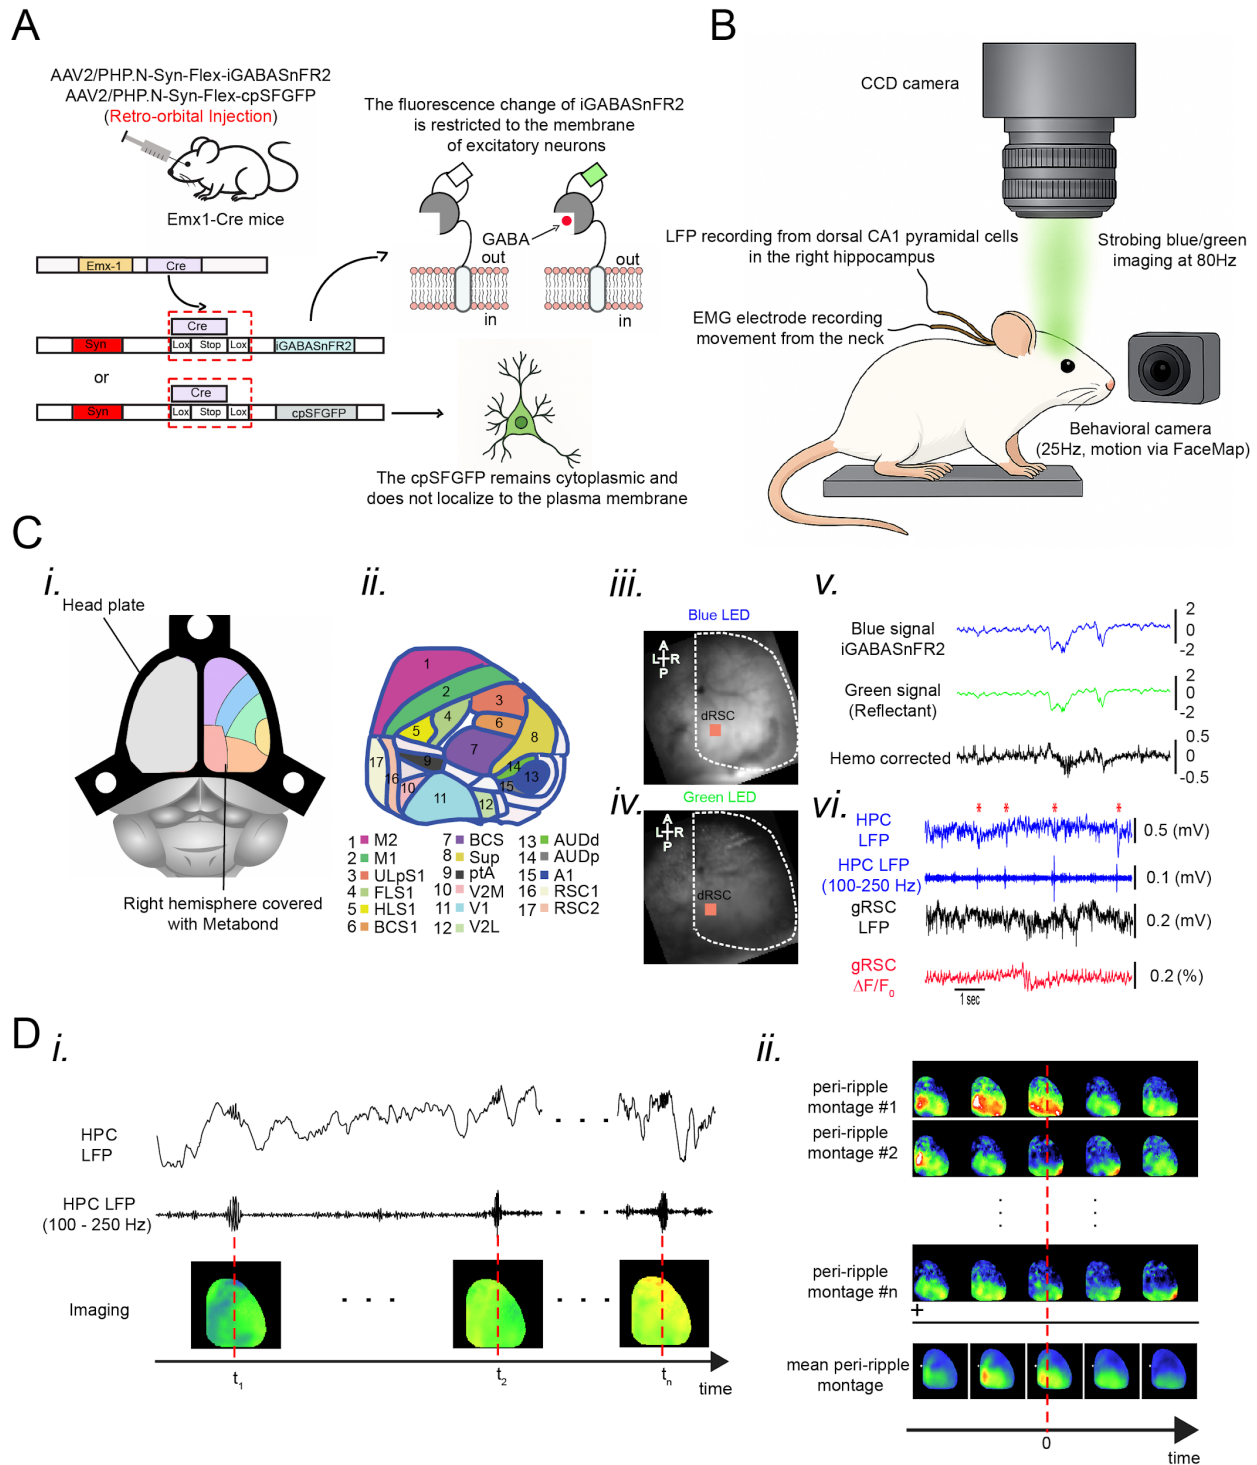 A
AAV2/PHP.N-Syn-Flex-iGABASnFR2
AAV2/PHP.N-Syn-Flex-cpSFGFP
(Retro-orbital Injection)
Emx1-Cre mice
The fluorescence change of iGABASnFR2
is restricted to the membrane
of excitatory neurons
GABA
out
in
out
in
Emx-1
Cre
Cre
Syn
Lox
Stop
Lox
iGABASnFR2
or
Cre
Syn
Lox
Stop
Lox
cpSFGFP
The cpSFGFP remains cytoplasmic and
does not localize to the plasma membrane
B
CCD camera
LFP recording from dorsal CA1 pyramidal cells
in the right hippocampus
Strobing blue/green
imaging at 80Hz
EMG electrode recording
movement from the neck
Behavioral camera
(25Hz, motion via FaceMap)
C
i.
Head plate
Right hemisphere covered
with Metabond
ii.
1
2
3
4
5
6
7
8
9
10
11
12
13
14
15
16
17
1 M2
2 M1
3 ULpS1
4 FLS1
5 HLS1
6 BCS1
7 BCS
8 Sup
9 ptA
10 V2M
11 V1
12 V2L
13 AUDd
14 AUDp
15 A1
16 RSC1
17 RSC2
iii.
Blue LED
A
L R
P
dRSC
iv.
Green LED
A
L R
P
dRSC
v.
Blue signal
iGABASnFR2
2
0
-2
Green signal
(Reflectant)
2
0
-2
Hemo corrected
0.5
0
-0.5
vi.
* * * *
HPC
LFP
0.5 (mV)
HPC LFP
(100-250 Hz)
0.1 (mV)
gRSC
LFP
0.2 (mV)
gRSC
ΔF/F0
0.2 (%)
1 sec
D
i.
HPC
LFP
HPC LFP
(100 - 250 Hz)
Imaging
t1
t2
tn
time
ii.
peri-ripple
montage #1
peri-ripple
montage #2
peri-ripple
montage #n
+
mean peri-ripple
montage
0
time